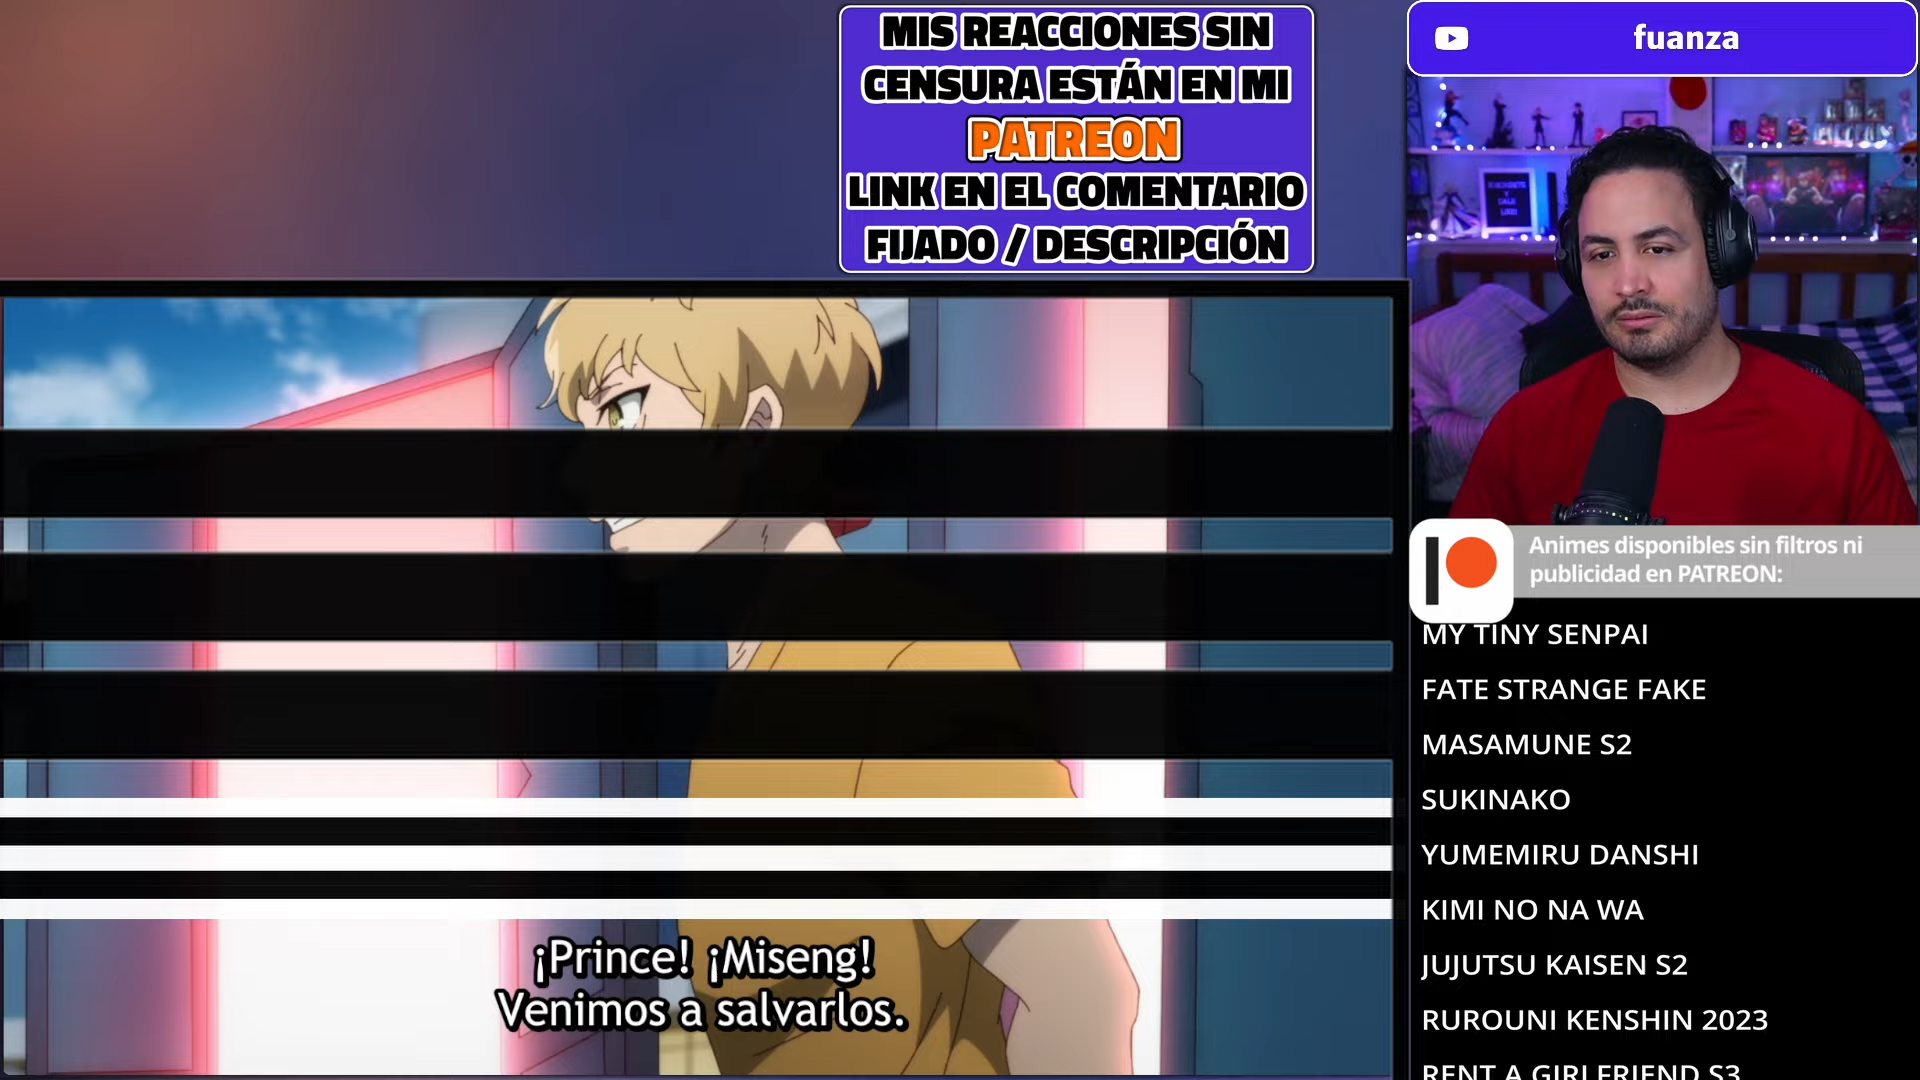 MIS REACCIONES SIN
CENSURA ESTÁN EN MI
PATREON
LINK EN EL COMENTARIO
FIJADO / DESCRIPCIÓN
fuanza
Animes disponibles sin filtros ni
publicidad en PATREON:
MY TINY SENPAI
FATE STRANGE FAKE
MASAMUNE S2
SUKINAKO
YUMEMIRU DANSHI
KIMI NO NA WA
JUJUTSU KAISEN S2
RUROUNI KENSHIN 2023
RENT A GIRLFRIEND S3
¡Prince! ¡Miseng!
Venimos a salvarlos.